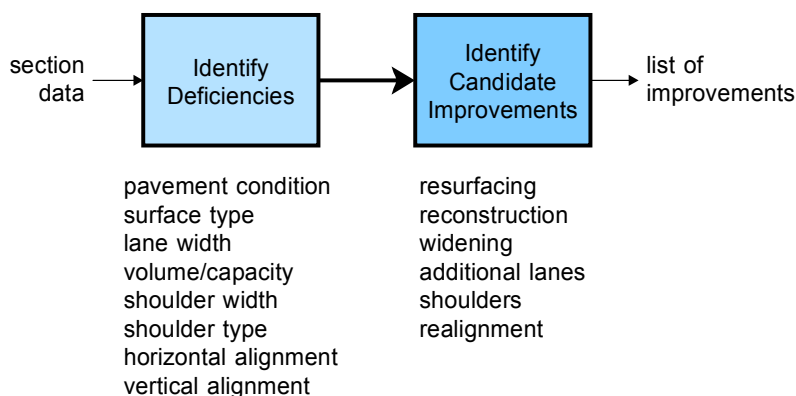 section
data
Identify
Deficiencies
Identify
Candidate
Improvements
list of
improvements
pavement condition
surface type
lane width
volume/capacity
shoulder width
shoulder type
horizontal alignment
vertical alignment
resurfacing
reconstruction
widening
additional lanes
shoulders
realignment